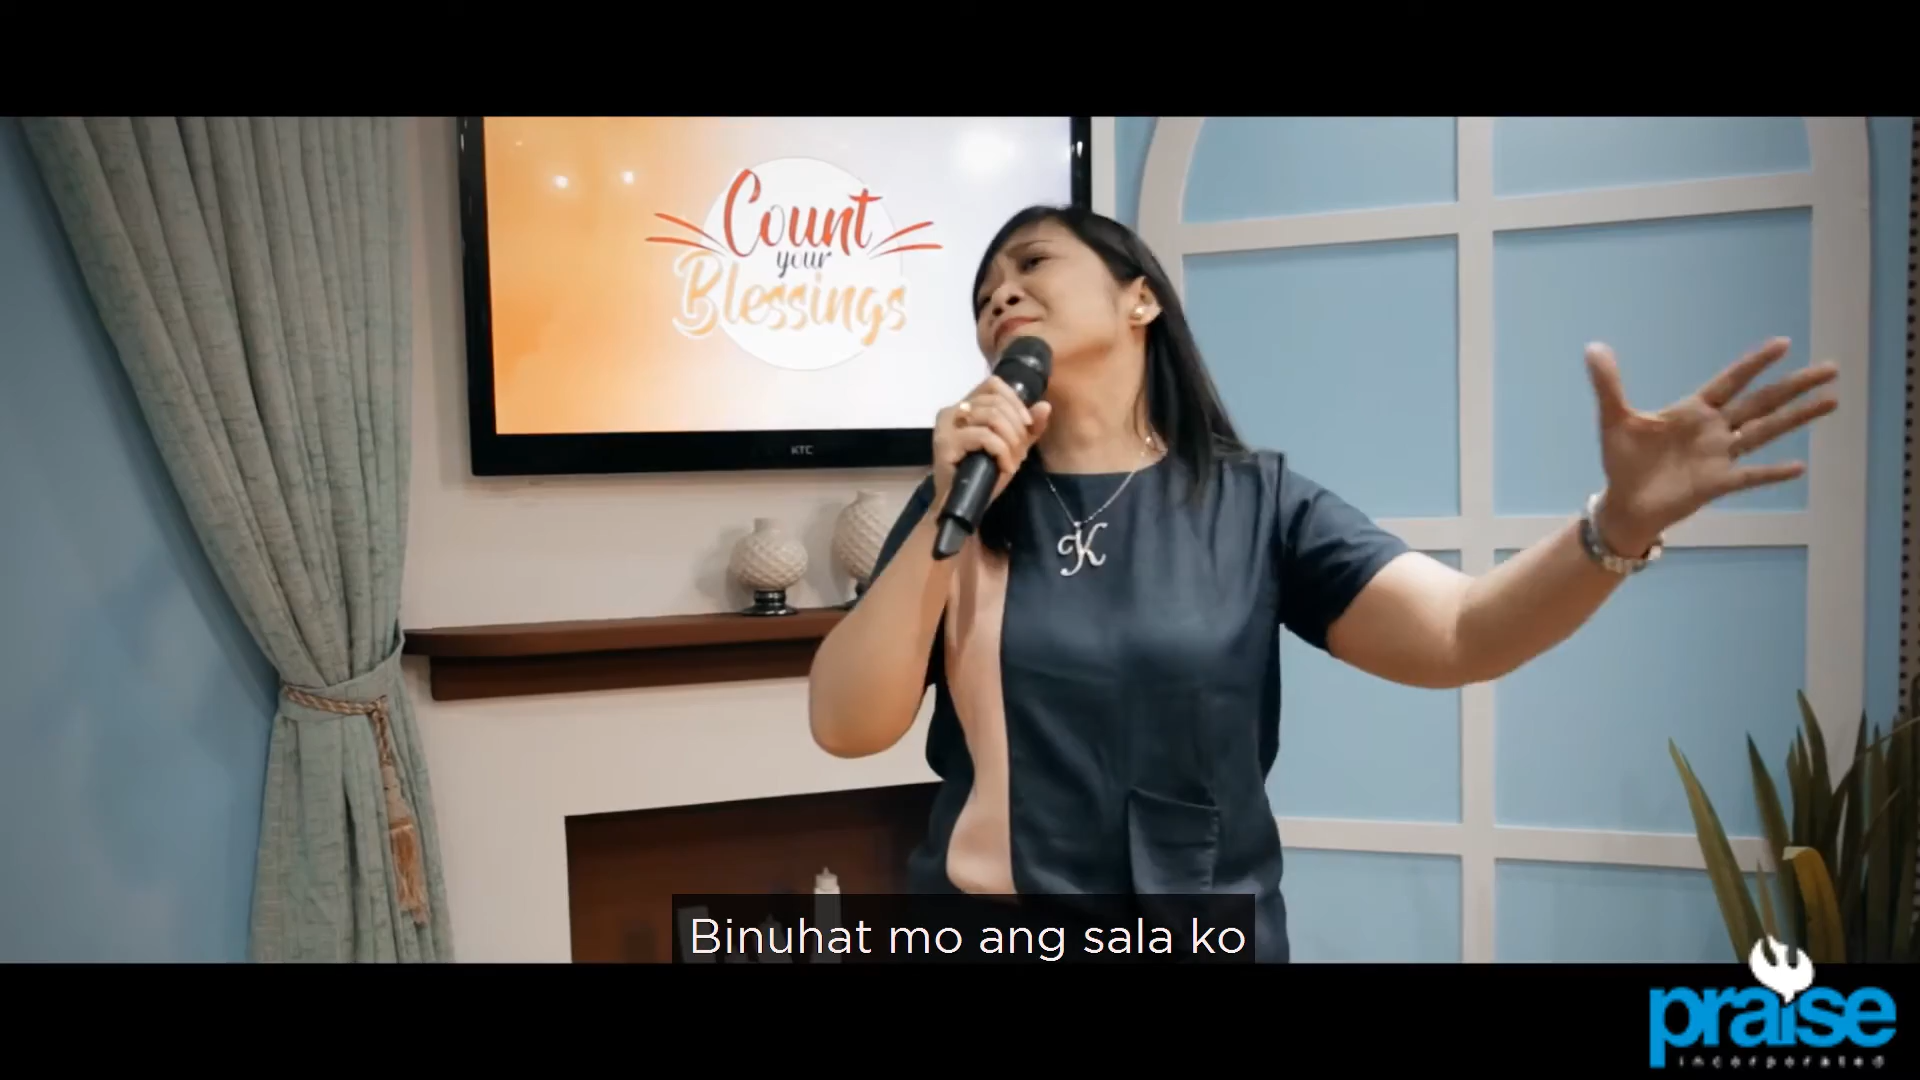 Count
your
Blessings
KTC
K
Binuhat mo ang sala ko
praise
incorporated